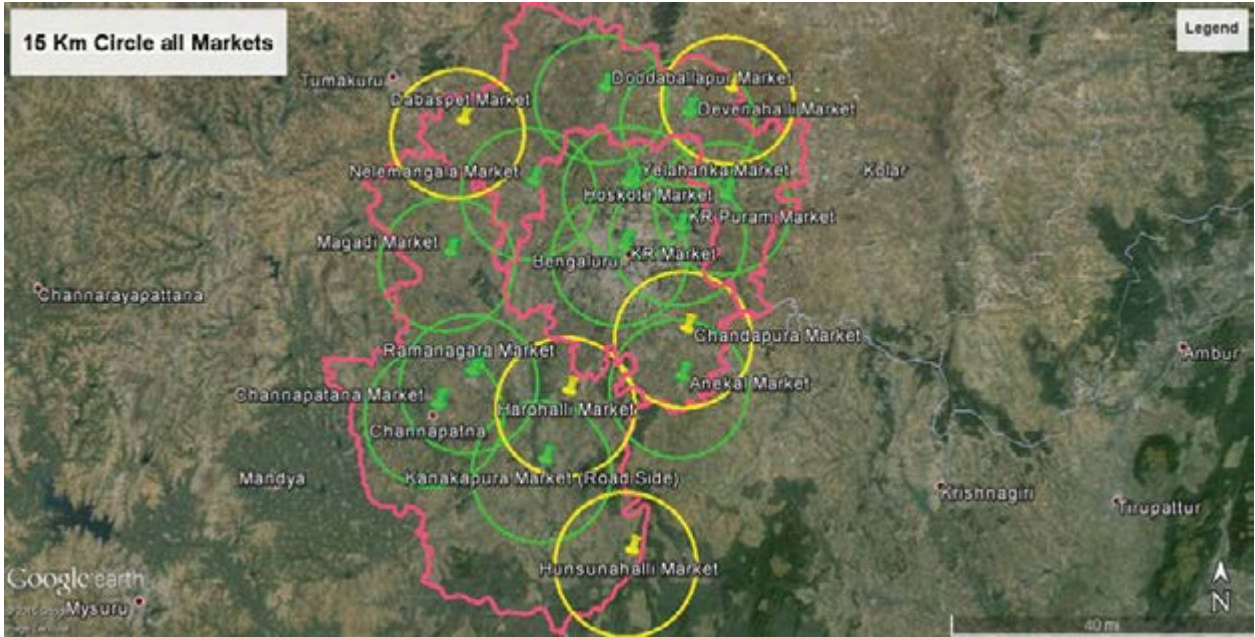 15 Km Circle all Markets
Legend
Tumakuru
Doddaballapur Market
Dabaspet Market
Devenahalli Market
Nelemangala Market
Yelahanka Market
Kolar
Hoskote Market
KR Puram Market
Magadi Market
KR Market
Bengaluru
Channarayapattana
Chandapura Market
Ramanagara Market
Ambur
Anekal Market
Channapatana Market
Harohalli Market
Channapatna
Mandya
Kanakapura Market (Road Side)
Krishnagiri
Tirupattur
Hunsunahalli Market
Google earth
Mysuru
N
40 mi